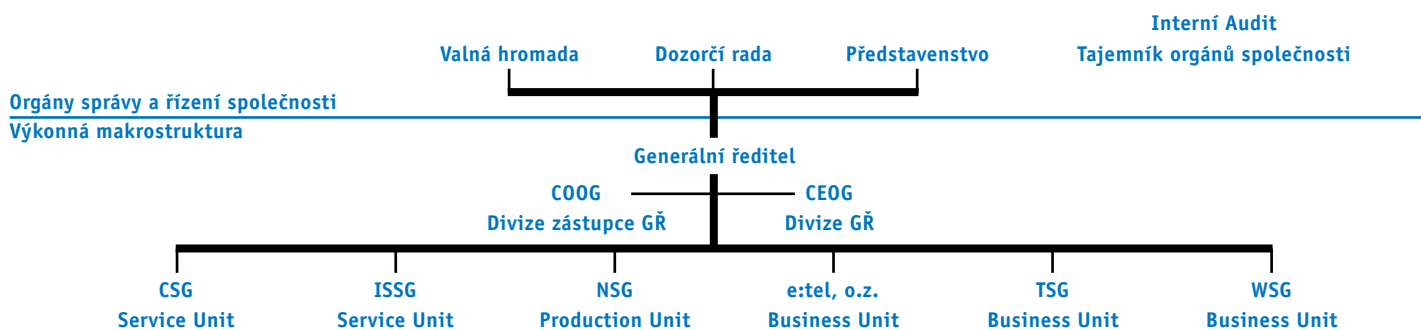 Interní Audit
Valná hromada Dozorčí rada Představenstvo Tajemník orgánů společnosti
Orgány správy a řízení společnosti
Výkonná makrostruktura
Generální ředitel
COOG CEOG
Divize zástupce GŘ Divize GŘ
CSG ISSG NSG e:tel, o.z. TSG WSG
Service Unit Service Unit Production Unit Business Unit Business Unit Business Unit